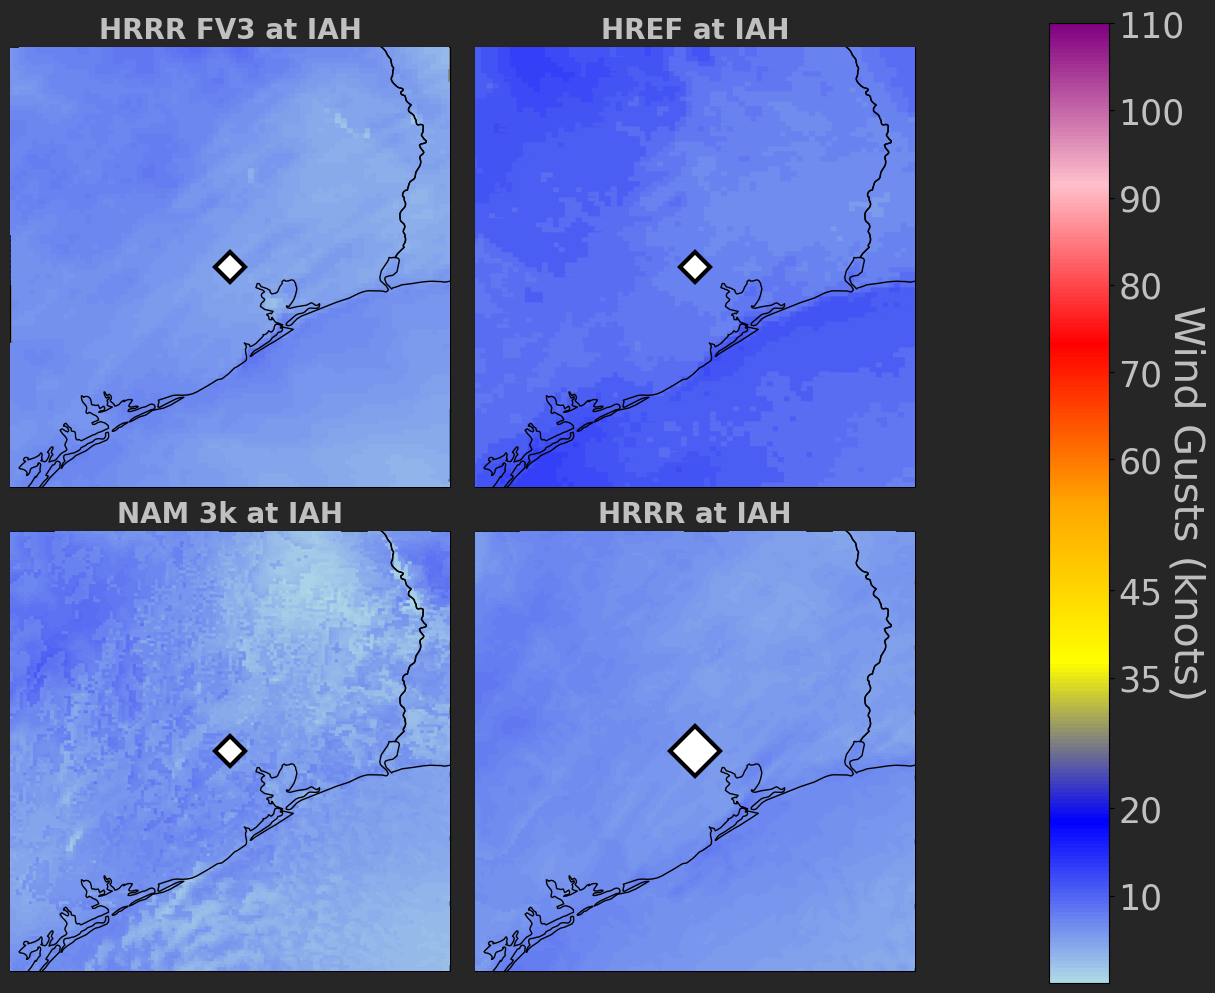 HRRR FV3 at IAH
HREF at IAH
NAM 3k at IAH
HRRR at IAH
110
100
90
80
70
60
45
35
20
10
Wind Gusts (knots)